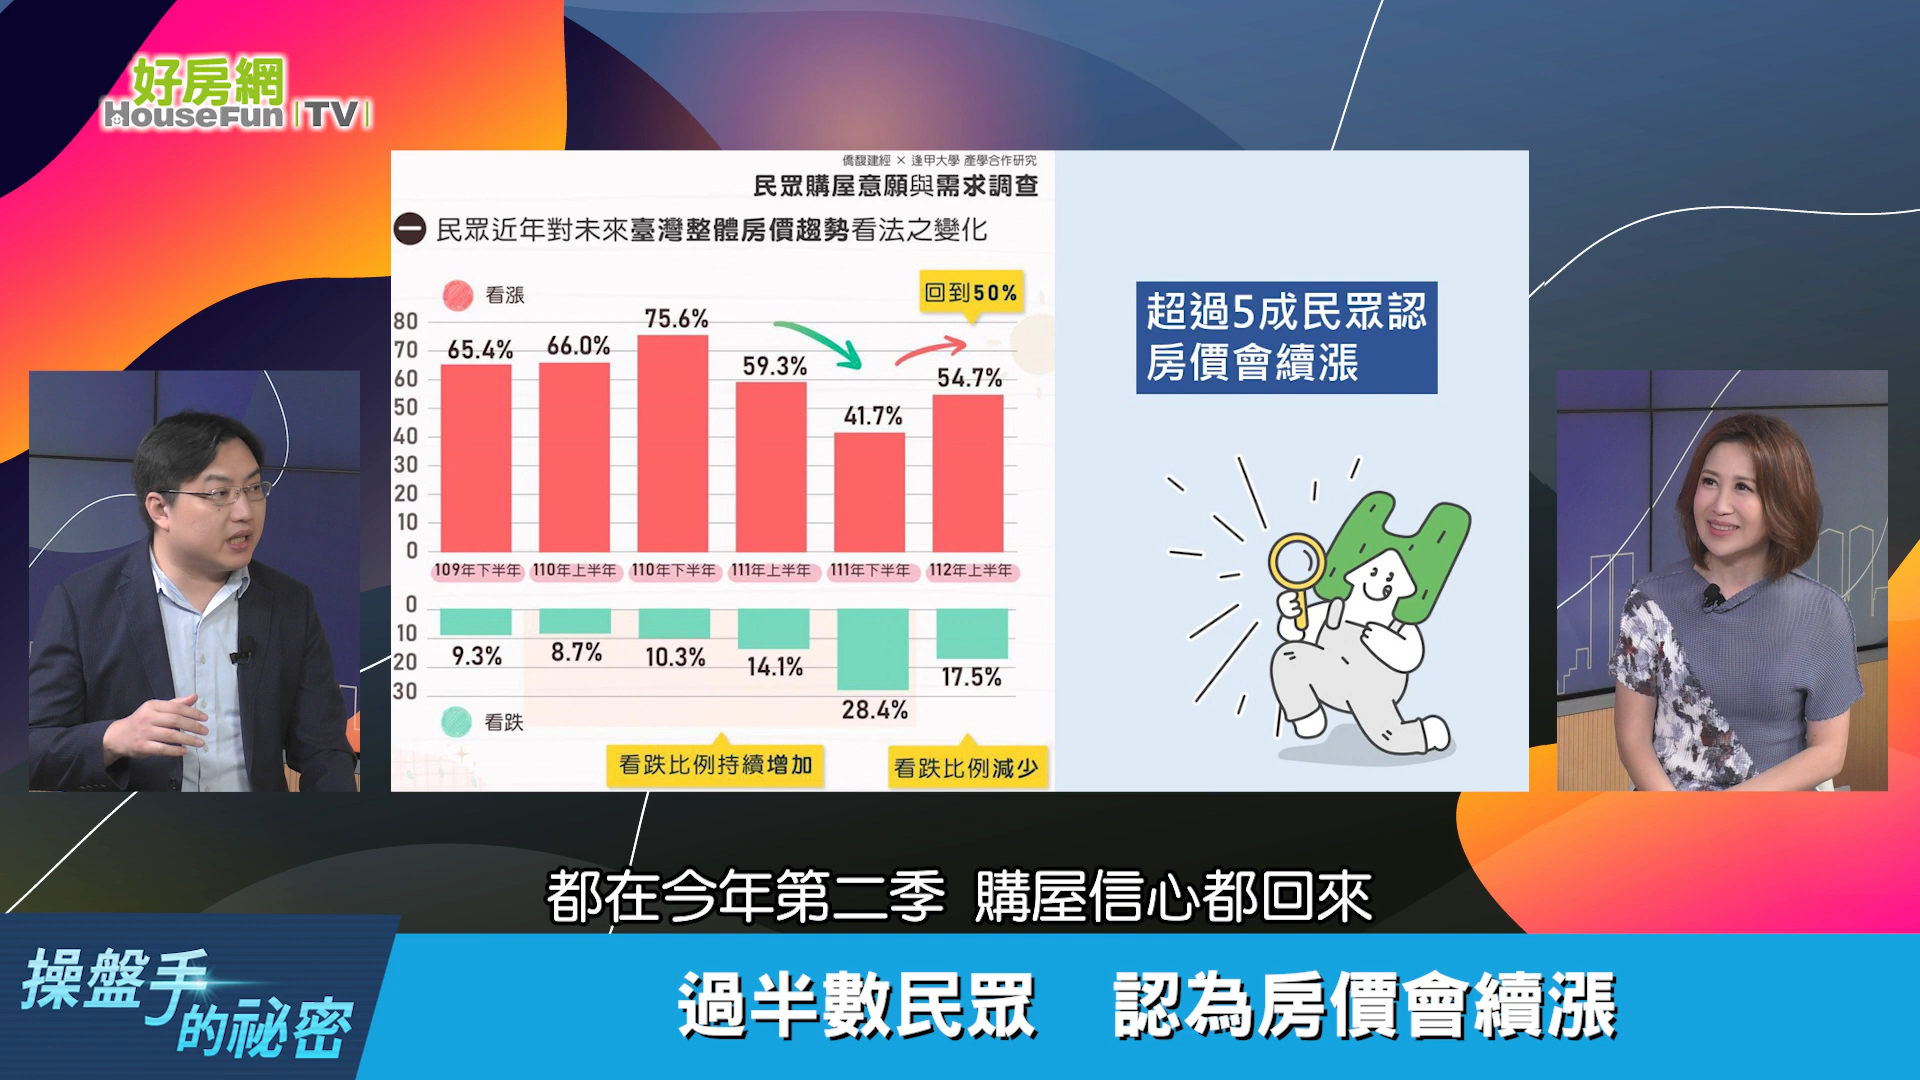 好房網
HouseFun TV
僑馥建經 × 逢甲大學 產學合作研究
民眾購屋意願與需求調查
民眾近年對未來臺灣整體房價趨勢看法之變化
看漲
回到50%
80
70
60
50
40
30
20
10
0
65.4%
66.0%
75.6%
59.3%
41.7%
54.7%
109年下半年
110年上半年
110年下半年
111年上半年
111年下半年
112年上半年
0
10
20
30
9.3%
8.7%
10.3%
14.1%
28.4%
17.5%
看跌
看跌比例持續增加
看跌比例減少
超過5成民眾認
房價會續漲
都在今年第二季 購屋信心都回來
操盤手
的祕密
過半數民眾 認為房價會續漲